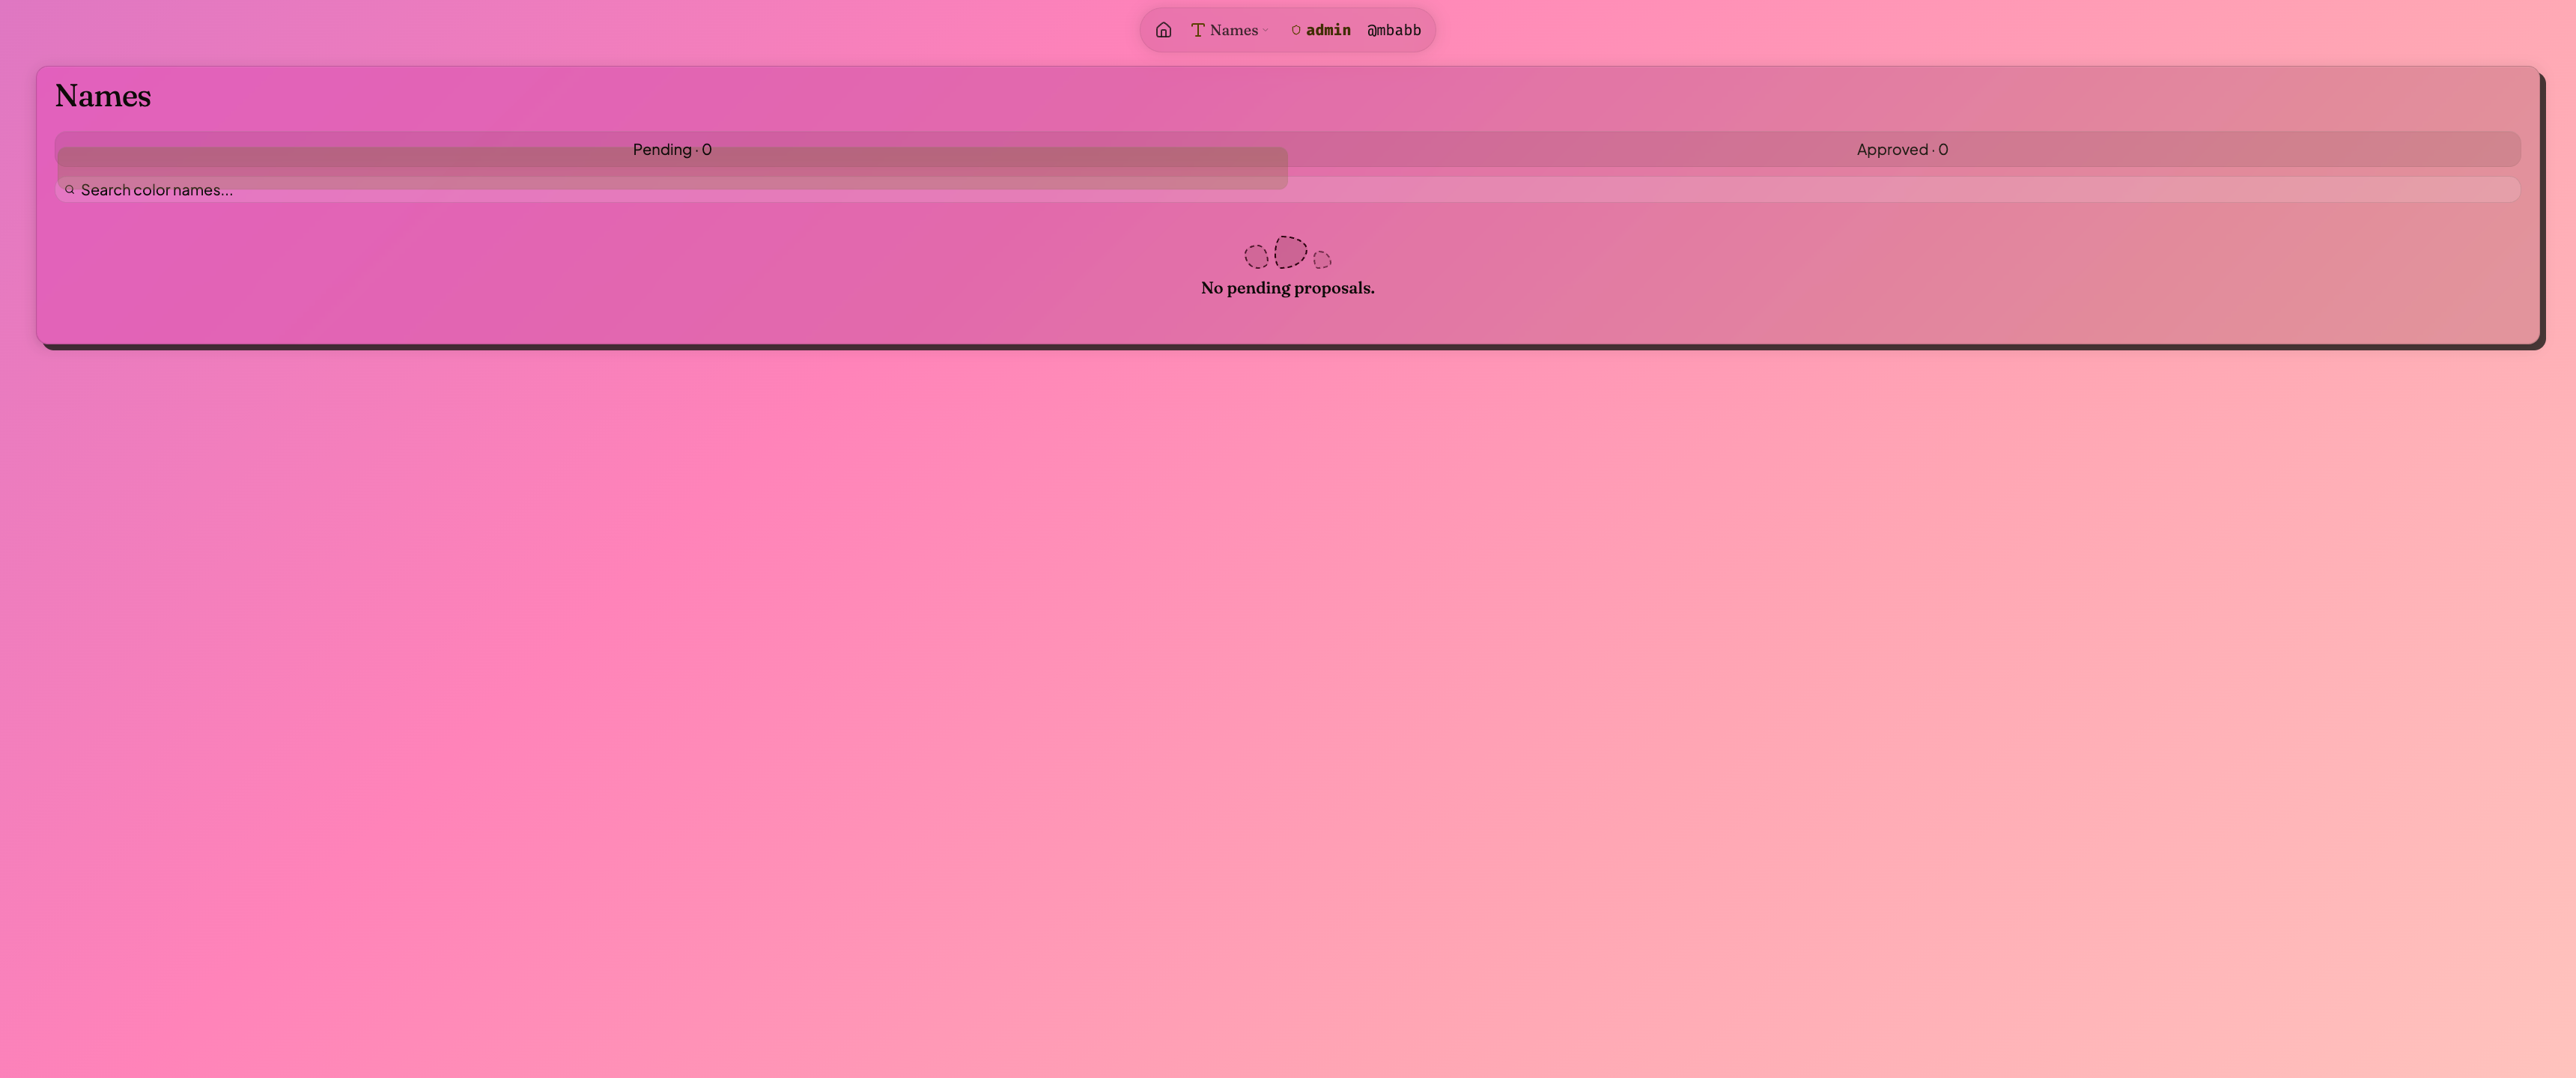 Names admin @mbabb
Names
Pending · 0 Approved · 0
Search color names...
No pending proposals.